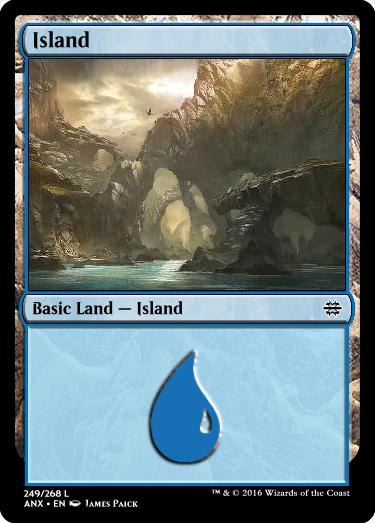 Island
Basic Land — Island
249/268 L
ANX • EN James Paick
™ & © 2016 Wizards of the Coast